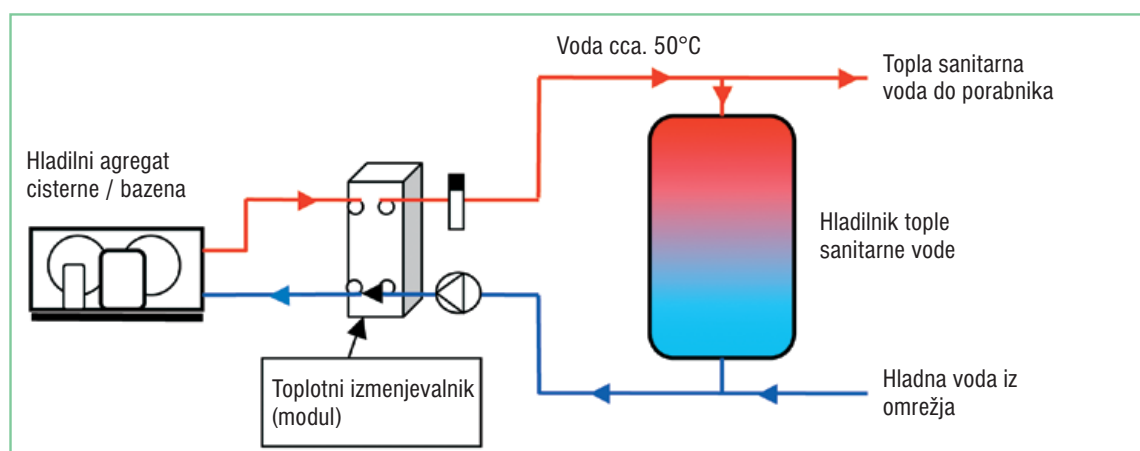 Voda cca. 50°C
Topla sanitarna
voda do porabnika
Hladilni agregat
cisterne / bazena
Hladilnik tople
sanitarne vode
Toplotni izmenjevalnik
(modul)
Hladna voda iz
omrežja